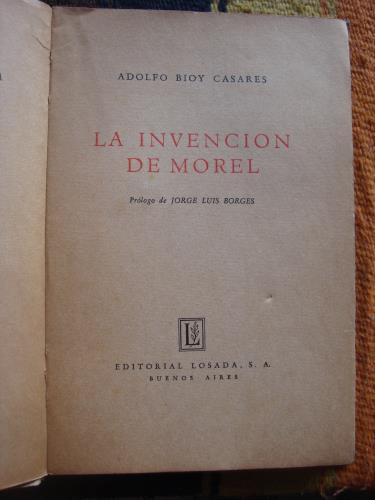 ADOLFO BIOY CASARES
LA INVENCION
DE MOREL
Prólogo de JORGE LUIS BORGES
L
EDITORIAL LOSADA, S. A.
BUENOS AIRES